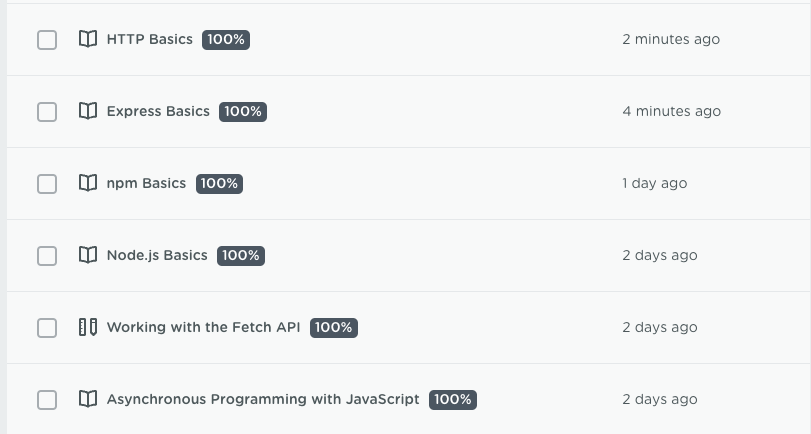 HTTP Basics 100% 2 minutes ago
Express Basics 100% 4 minutes ago
npm Basics 100% 1 day ago
Node.js Basics 100% 2 days ago
Working with the Fetch API 100% 2 days ago
Asynchronous Programming with JavaScript 100% 2 days ago